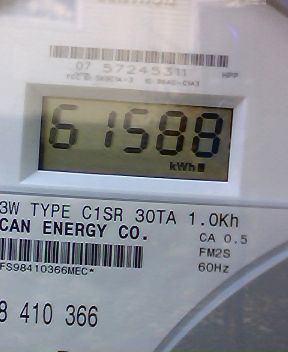 07 57245311
HPP
61588
kWh
3W TYPE C1SR 30TA 1.0Kh
CAN ENERGY CO. CA 0.5
FM2S
FS98410366MEC* 60Hz
8 410 366